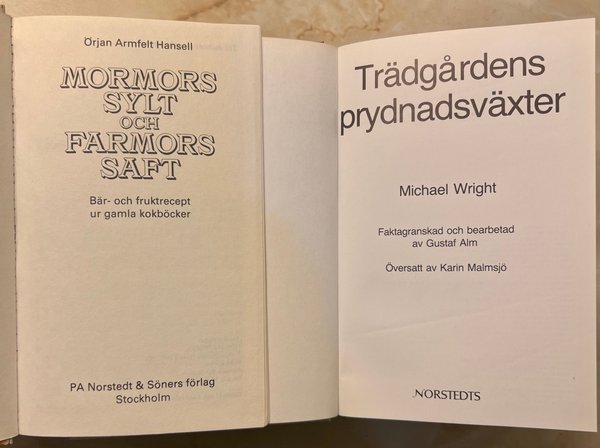 Örjan Armfelt Hansell
MORMORS
SYLT
OCH
FARMORS
SAFT
Bär- och fruktrecept
ur gamla kokböcker
PA Norstedt & Söners förlag
Stockholm
Trädgårdens
prydnadsväxter
Michael Wright
Faktagranskad och bearbetad
av Gustaf Alm
Översatt av Karin Malmsjö
NORSTEDTS